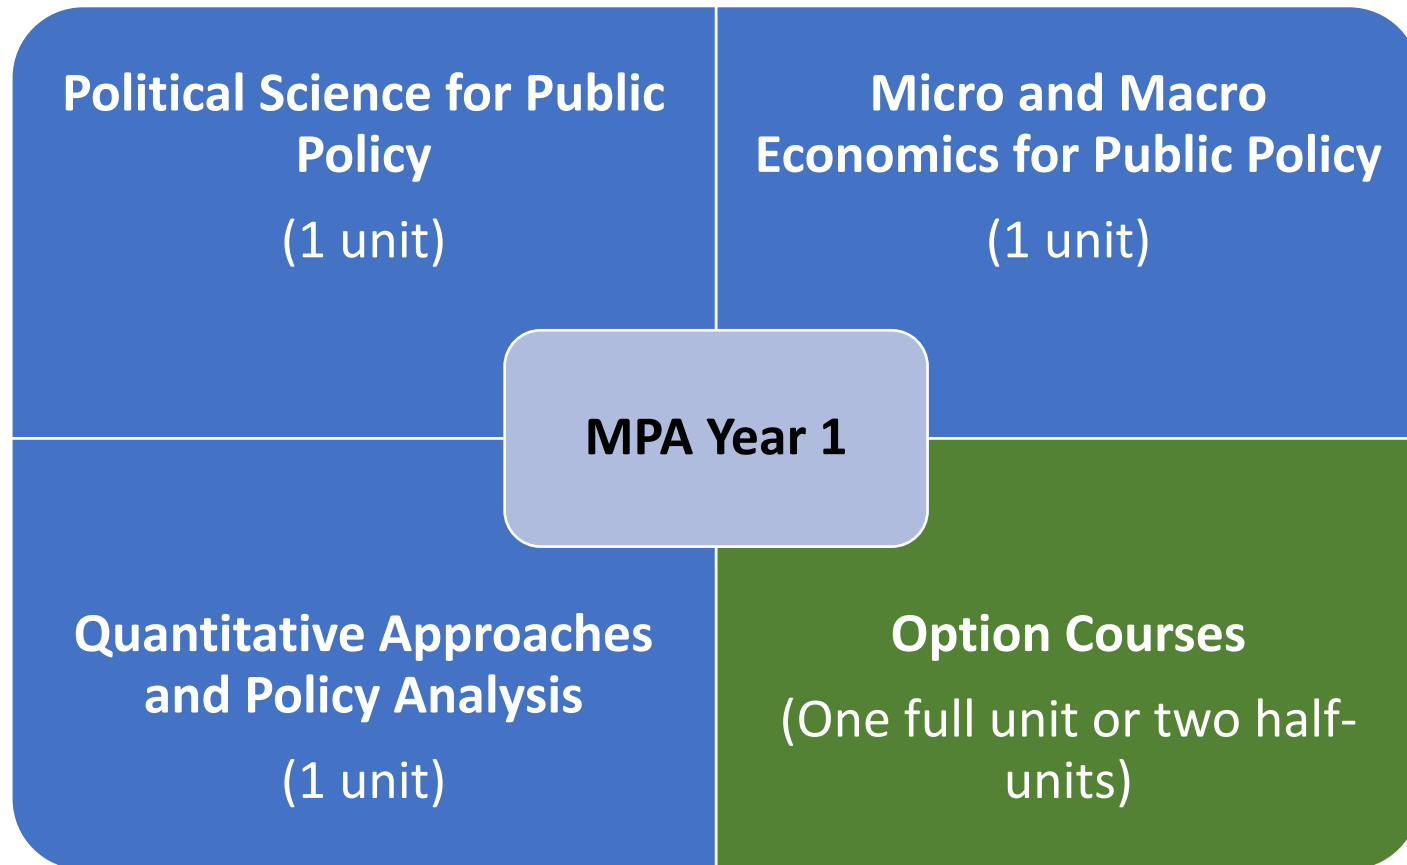 Political Science for Public
Policy
(1 unit)
Micro and Macro
Economics for Public Policy
(1 unit)
MPA Year 1
Quantitative Approaches
and Policy Analysis
(1 unit)
Option Courses
(One full unit or two half-
units)